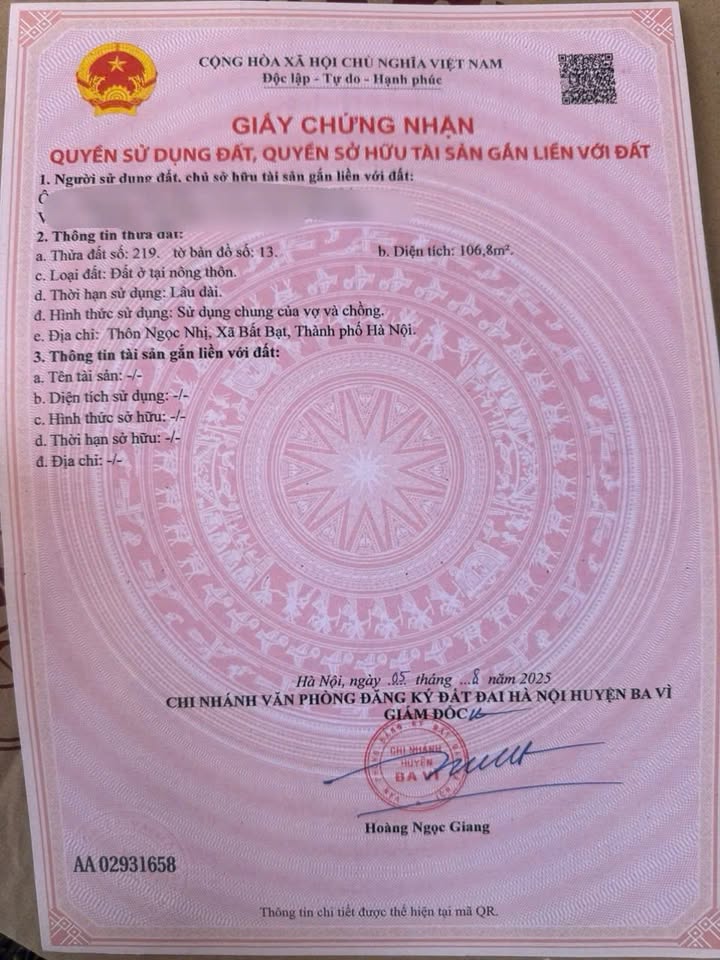 CỘNG HÒA XÃ HỘI CHỦ NGHĨA VIỆT NAM
Độc lập - Tự do - Hạnh phúc
GIẤY CHỨNG NHẬN
QUYỀN SỬ DỤNG ĐẤT, QUYỀN SỞ HỮU TÀI SẢN GẮN LIỀN VỚI ĐẤT
1. Người sử dụng đất, chủ sở hữu tài sản gắn liền với đất:
2. Thông tin thửa đất:
a. Thửa đất số: 219. tờ bản đồ số: 13. b. Diện tích: 106,8m².
c. Loại đất: Đất ở tại nông thôn.
d. Thời hạn sử dụng: Lâu dài.
đ. Hình thức sử dụng: Sử dụng chung của vợ và chồng.
e. Địa chỉ: Thôn Ngọc Nhị, Xã Bất Bạt, Thành phố Hà Nội.
3. Thông tin tài sản gắn liền với đất:
a. Tên tài sản: -/-
b. Diện tích sử dụng: -/-
c. Hình thức sở hữu: -/-
d. Thời hạn sở hữu: -/-
đ. Địa chỉ: -/-
Hà Nội, ngày 05 tháng 8 năm 2025
CHI NHÁNH VĂN PHÒNG ĐĂNG KÝ ĐẤT ĐAI HÀ NỘI HUYỆN BA VÌ
GIÁM ĐỐC
CHI NHÁNH
HUYỆN
BA VÌ
Hoàng Ngọc Giang
AA 02931658
Thông tin chi tiết được thể hiện tại mã QR.